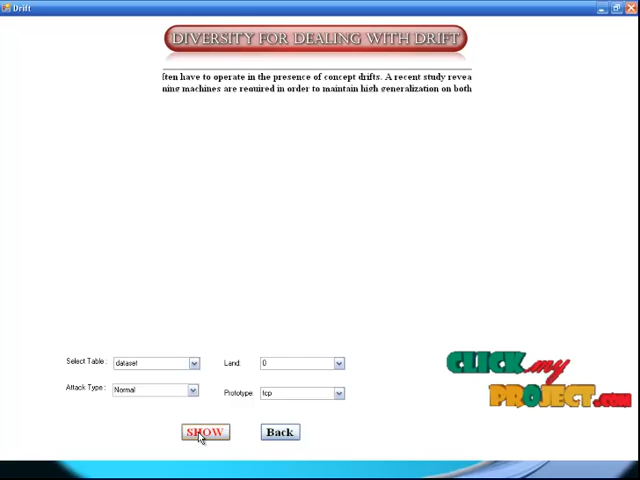 Drift
DIVERSITY FOR DEALING WITH DRIFT
ften have to operate in the presence of concept drifts. A recent study revea
ning machines are required in order to maintain high generalization on both
Select Table : dataset Land: 0
Attack Type : Normal Prototype: tcp
SHOW Back
CLICK my
PROJECT.COM